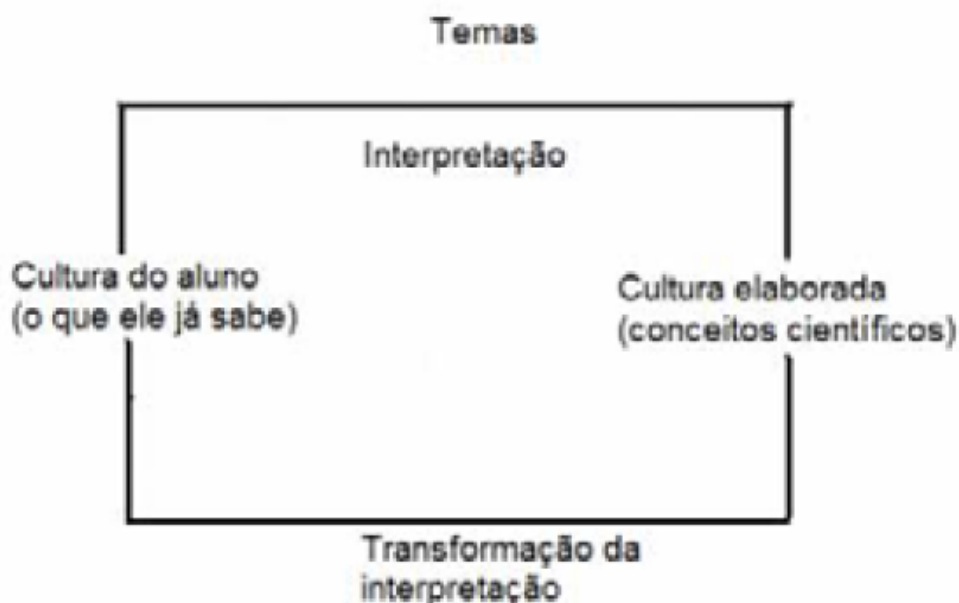 Temas
Interpretação
Cultura do aluno
(o que ele já sabe)
Cultura elaborada
(conceitos científicos)
Transformação da
interpretação